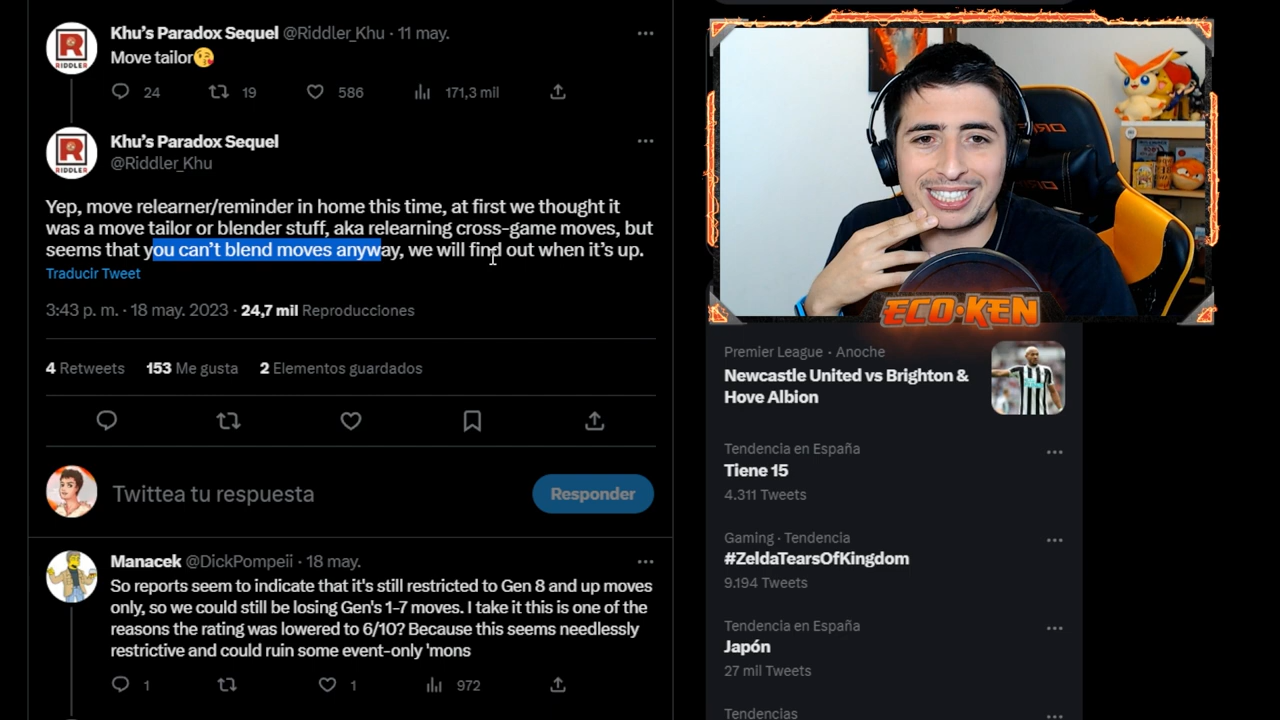 Khu's Paradox Sequel @Riddler_Khu · 11 may.
Move tailor😘
24 19 586 171,3 mil
Khu's Paradox Sequel
@Riddler_Khu
Yep, move relearner/reminder in home this time, at first we thought it
was a move tailor or blender stuff, aka relearning cross-game moves, but
seems that you can't blend moves anyway, we will find out when it's up.
Traducir Tweet
3:43 p. m. · 18 may. 2023 · 24,7 mil Reproducciones
4 Retweets 153 Me gusta 2 Elementos guardados
Twittea tu respuesta
Responder
Manacek @DickPompeii · 18 may.
So reports seem to indicate that it's still restricted to Gen 8 and up moves
only, so we could still be losing Gen's 1-7 moves. I take it this is one of the
reasons the rating was lowered to 6/10? Because this seems needlessly
restrictive and could ruin some event-only 'mons
1 1 972
RIDDLER
RIDDLER
ECO·KEN
Premier League · Anoche
Newcastle United vs Brighton &
Hove Albion
Tendencia en España
Tiene 15
4.311 Tweets
Gaming · Tendencia
#ZeldaTearsOfKingdom
9.194 Tweets
Tendencia en España
Japón
27 mil Tweets
Tendencias